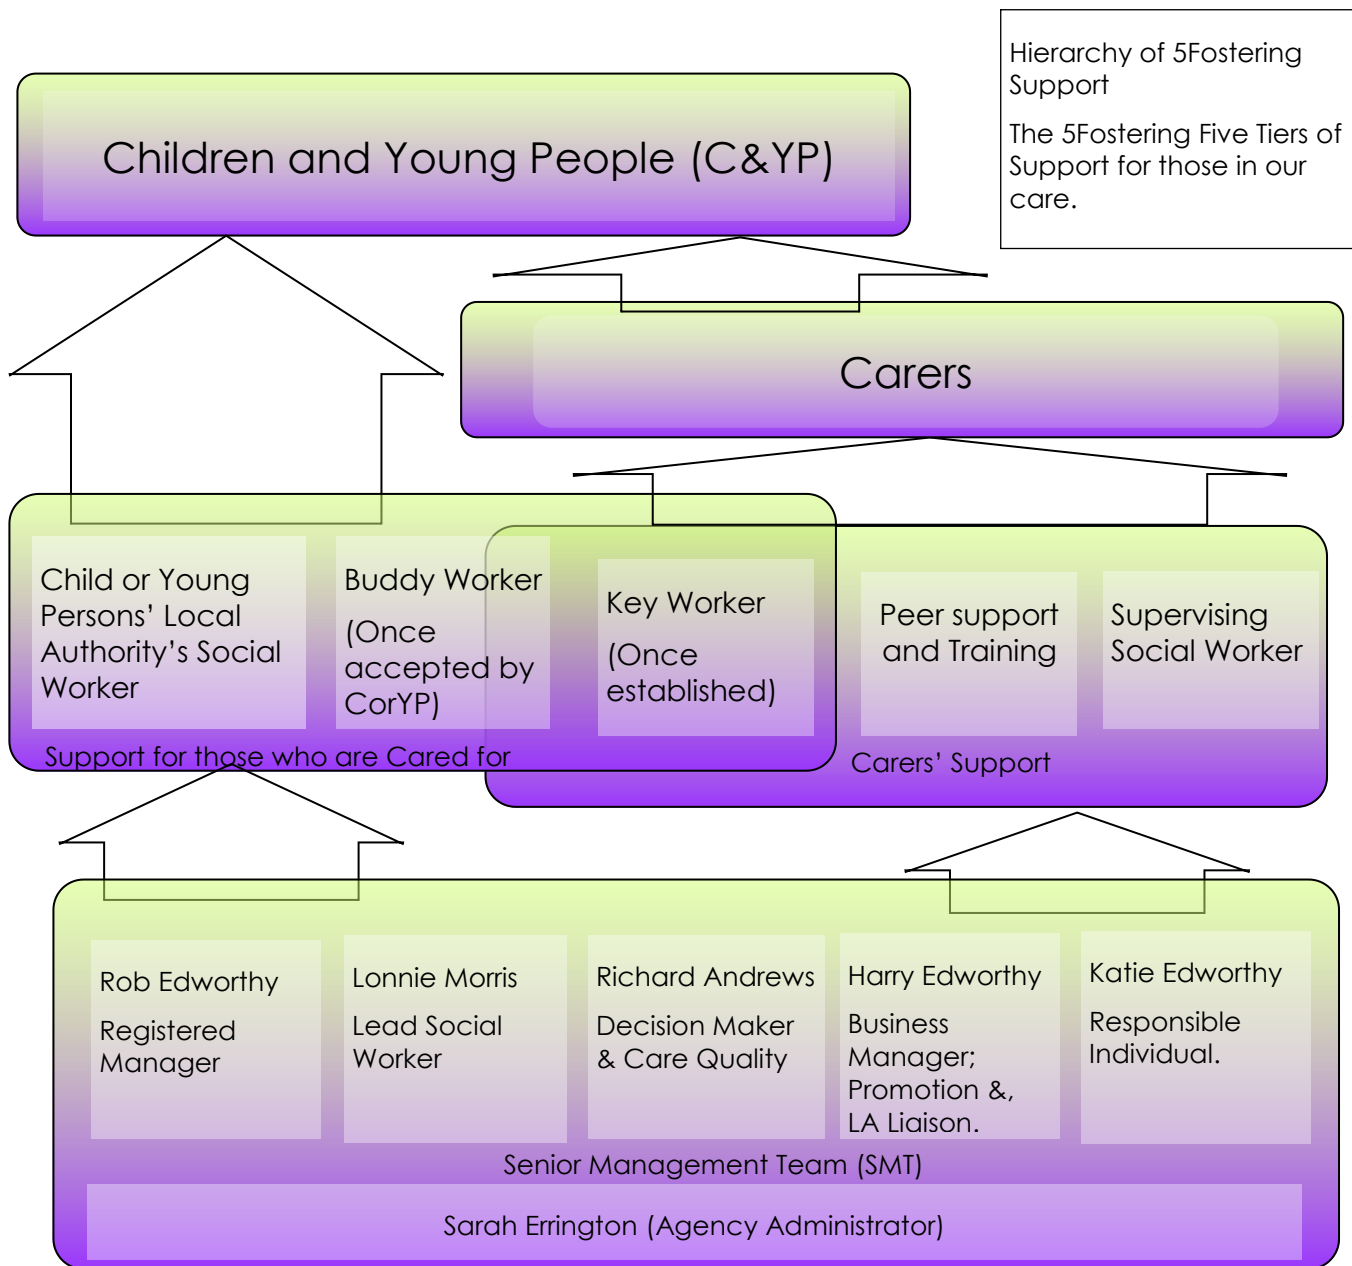 Hierarchy of 5Fostering
Support
The 5Fostering Five Tiers of
Support for those in our
care.
Children and Young People (C&YP)
Carers
Child or Young
Persons’ Local
Authority’s Social
Worker
Buddy Worker
(Once
accepted by
CorYP)
Key Worker
(Once
established)
Peer support
and Training
Supervising
Social Worker
Support for those who are Cared for
Carers’ Support
Rob Edworthy
Registered
Manager
Lonnie Morris
Lead Social
Worker
Richard Andrews
Decision Maker
& Care Quality
Harry Edworthy
Business
Manager;
Promotion &,
LA Liaison.
Katie Edworthy
Responsible
Individual.
Senior Management Team (SMT)
Sarah Errington (Agency Administrator)